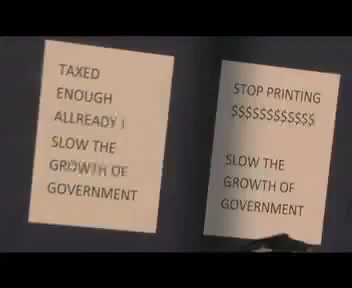 TAXED
ENOUGH
ALLREADY !
SLOW THE
GROWTH OF
GOVERNMENT
STOP PRINTING
$$$$$$$$$$$$
SLOW THE
GROWTH OF
GOVERNMENT